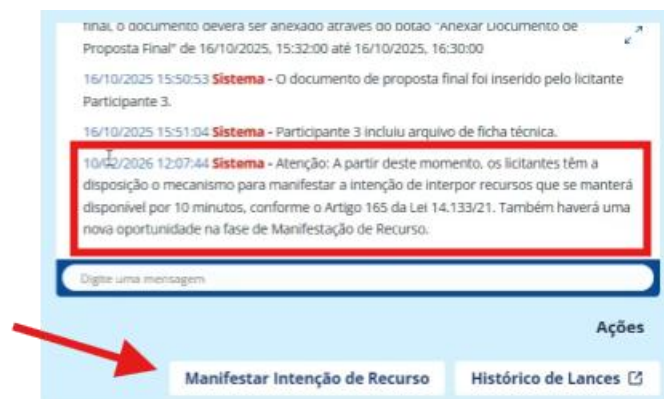 final, o documento deverá ser anexado através do botão "Anexar Documento de
Proposta Final" de 16/10/2025, 15:32:00 até 16/10/2025, 16:30:00
16/10/2025 15:50:53 Sistema - O documento de proposta final foi inserido pelo licitante
Participante 3.
16/10/2025 15:51:04 Sistema - Participante 3 incluiu arquivo de ficha técnica.
10/02/2026 12:07:44 Sistema - Atenção: A partir deste momento, os licitantes têm a
disposição o mecanismo para manifestar a intenção de interpor recursos que se manterá
disponível por 10 minutos, conforme o Artigo 165 da Lei 14.133/21. Também haverá uma
nova oportunidade na fase de Manifestação de Recurso.
Digite uma mensagem
Ações
Manifestar Intenção de Recurso
Histórico de Lances